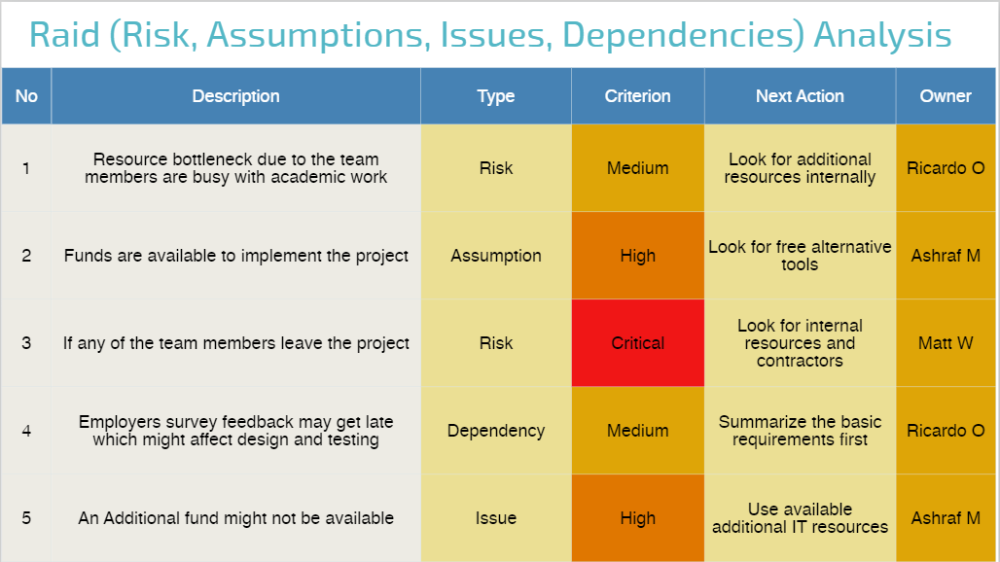 Raid (Risk, Assumptions, Issues, Dependencies) Analysis
No Description Type Criterion Next Action Owner
1 Resource bottleneck due to the team members are busy with academic work Risk Medium Look for additional resources internally Ricardo O
2 Funds are available to implement the project Assumption High Look for free alternative tools Ashraf M
3 If any of the team members leave the project Risk Critical Look for internal resources and contractors Matt W
4 Employers survey feedback may get late which might affect design and testing Dependency Medium Summarize the basic requirements first Ricardo O
5 An Additional fund might not be available Issue High Use available additional IT resources Ashraf M